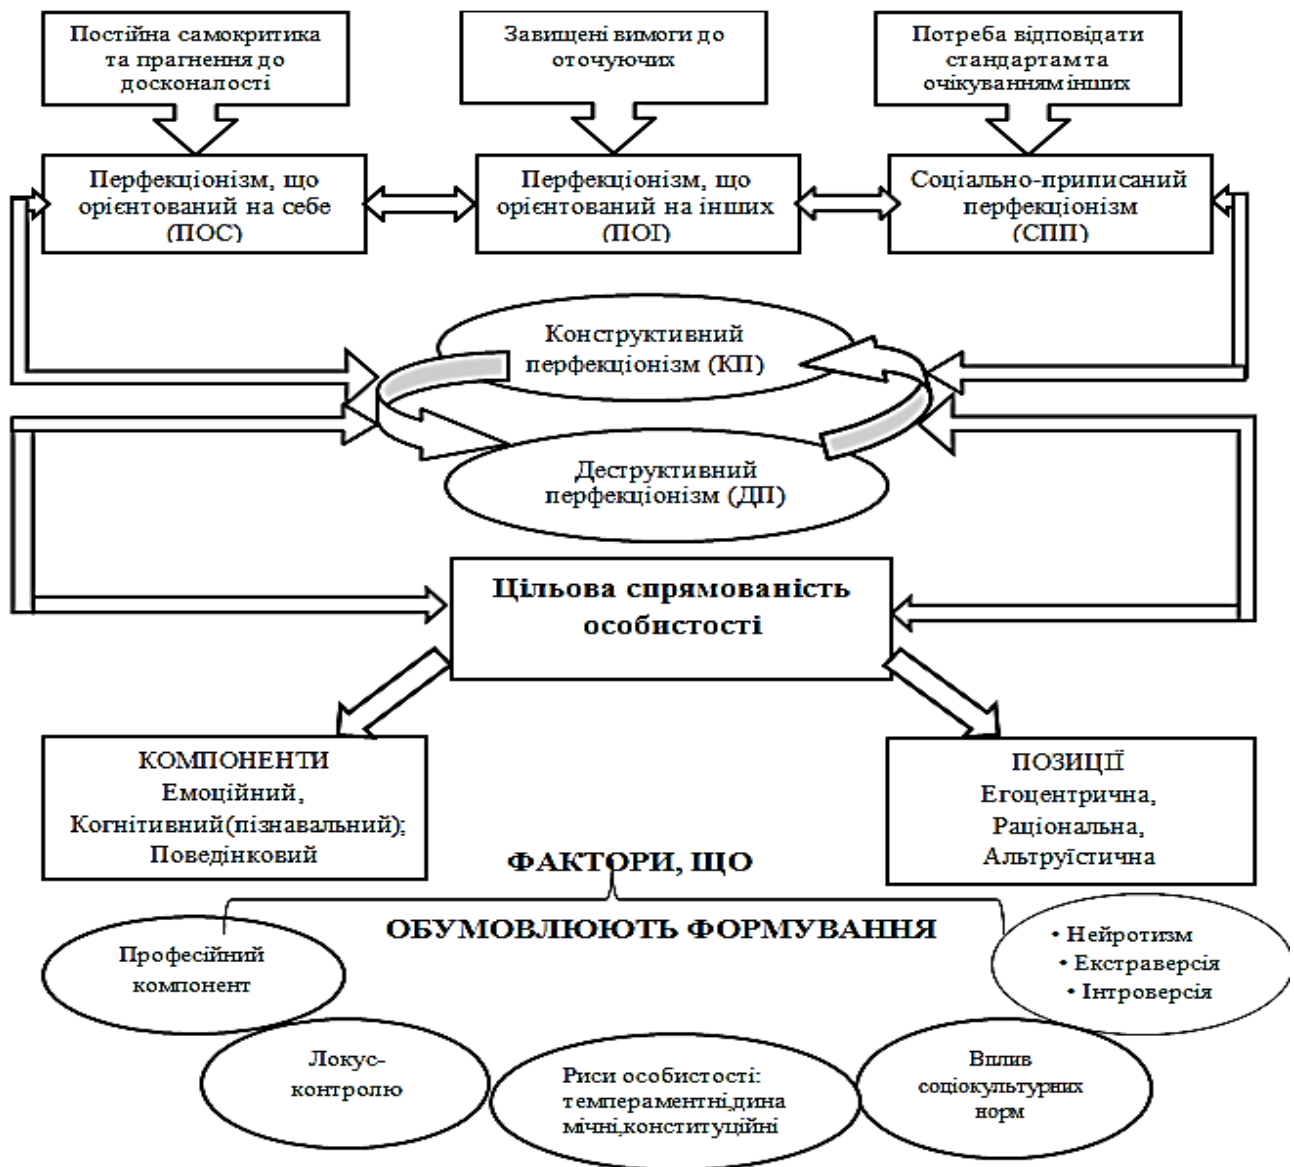 Постійна самокритика
та прагнення до
досконалості
Завищені вимоги до
оточуючих
Потреба відповідати
стандартам та
очікуванням інших
Перфекціонізм, що
орієнтований на себе
(ПОС)
Перфекціонізм, що
орієнтований на інших
(ПОІ)
Соціально-приписаний
перфекціонізм
(СПП)
Конструктивний
перфекціонізм (КП)
Деструктивний
перфекціонізм (ДП)
Цільова спрямованість
особистості
КОМПОНЕНТИ
Емоційний,
Когнітивний(пізнавальний);
Поведінковий
ПОЗИЦІЇ
Егоцентрична,
Раціональна,
Альтруїстична
ФАКТОРИ, ЩО
ОБУМОВЛЮЮТЬ ФОРМУВАННЯ
Професійний
компонент
Локус-
контролю
Риси особистості:
темпераментні,дина
мічні,конституційні
Вплив
соціокультурних
норм
• Нейротизм
• Екстраверсія
• Інтроверсія